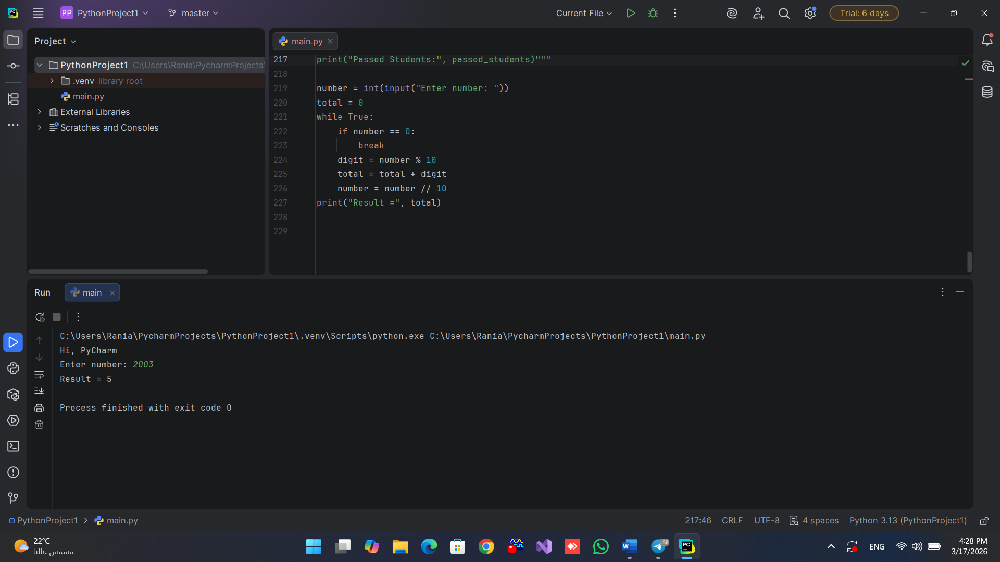 PP PythonProject1 master Current File Trial: 6 days
Project
main.py
PythonProject1 C:\Users\Rania\PycharmProjects\
.venv library root
main.py
External Libraries
Scratches and Consoles
217 print("Passed Students:", passed_students)"""
218
219 number = int(input("Enter number: "))
220 total = 0
221 while True:
222 if number == 0:
223 break
224 digit = number % 10
225 total = total + digit
226 number = number // 10
227 print("Result =", total)
228
229
Run main
C:\Users\Rania\PycharmProjects\PythonProject1\.venv\Scripts\python.exe C:\Users\Rania\PycharmProjects\PythonProject1\main.py
Hi, PyCharm
Enter number: 2003
Result = 5
Process finished with exit code 0
PythonProject1 main.py 217:46 CRLF UTF-8 4 spaces Python 3.13 (PythonProject1)
22°C
مشمس غالبًا
.58
ENG
4:28 PM
3/17/2026